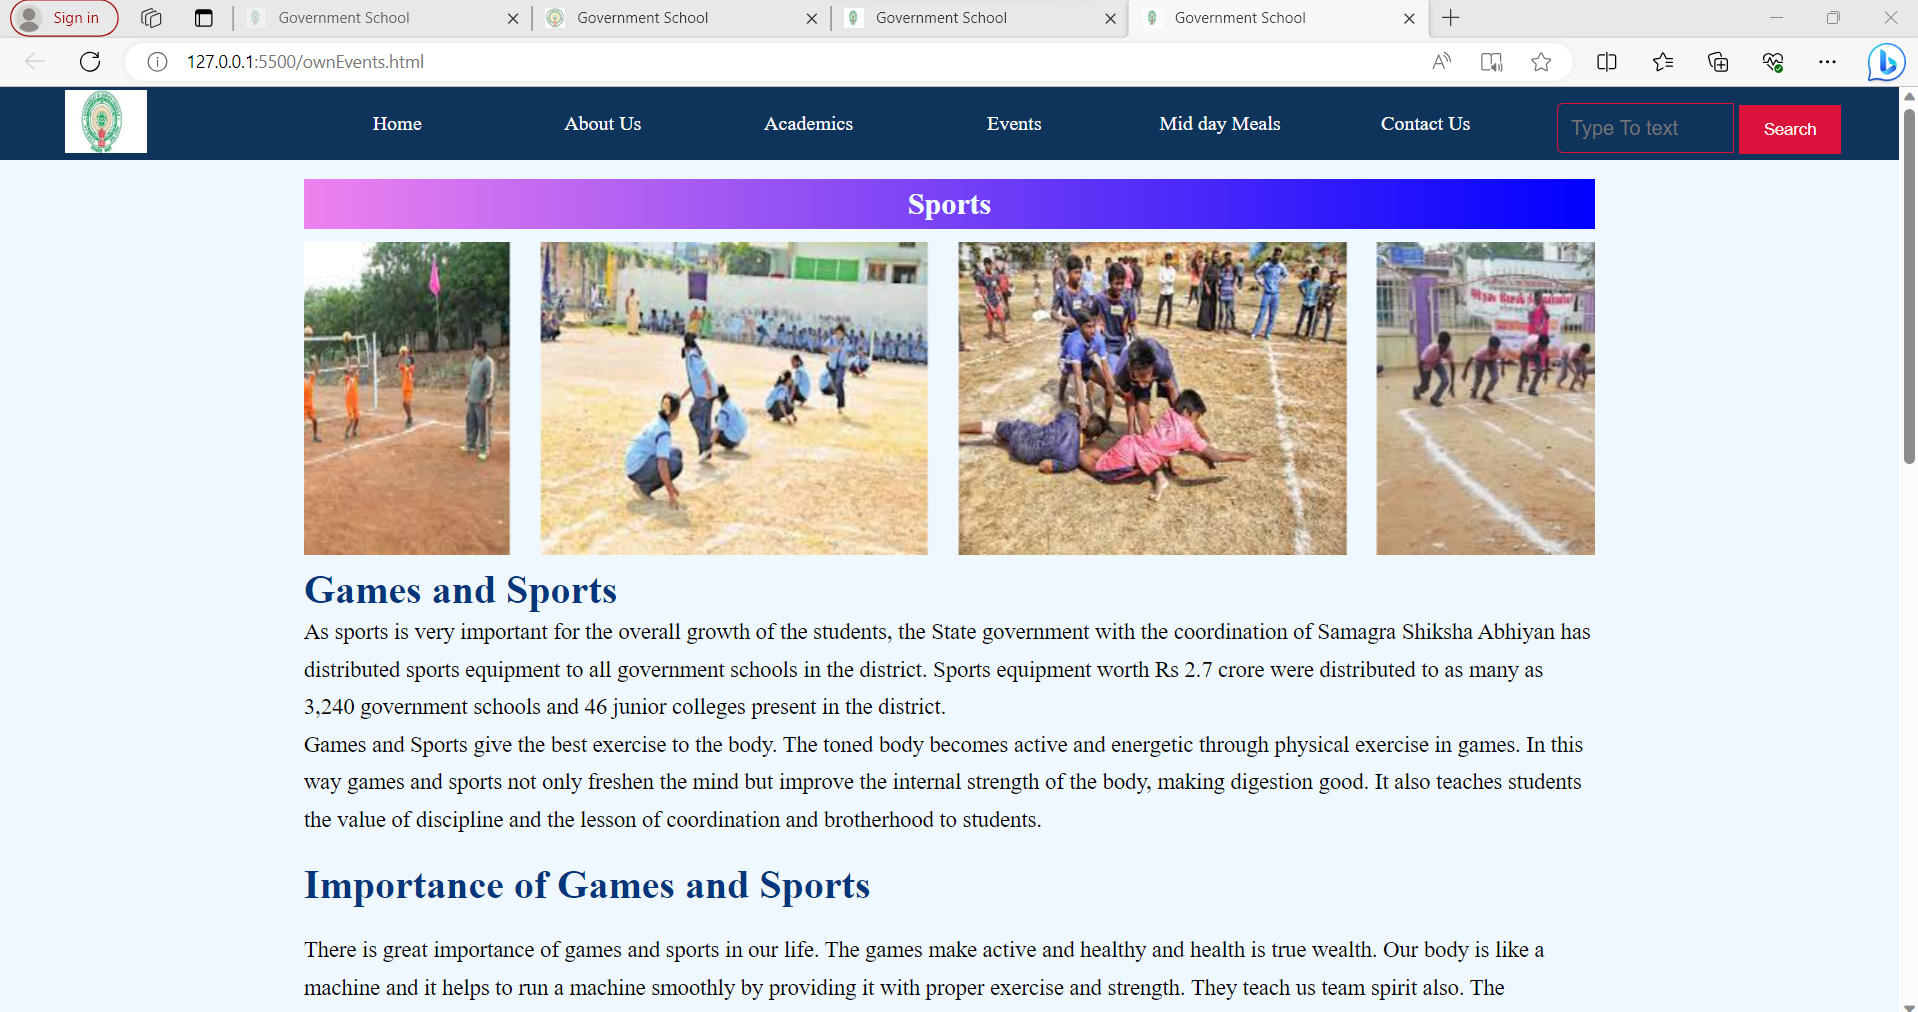 Sign in
Government School
Government School
Government School
Government School
127.0.0.1:5500/ownEvents.html
Home
About Us
Academics
Events
Mid day Meals
Contact Us
Type To text
Search
Sports
Games and Sports
As sports is very important for the overall growth of the students, the State government with the coordination of Samagra Shiksha Abhiyan has
distributed sports equipment to all government schools in the district. Sports equipment worth Rs 2.7 crore were distributed to as many as
3,240 government schools and 46 junior colleges present in the district.
Games and Sports give the best exercise to the body. The toned body becomes active and energetic through physical exercise in games. In this
way games and sports not only freshen the mind but improve the internal strength of the body, making digestion good. It also teaches students
the value of discipline and the lesson of coordination and brotherhood to students.
Importance of Games and Sports
There is great importance of games and sports in our life. The games make active and healthy and health is true wealth. Our body is like a
machine and it helps to run a machine smoothly by providing it with proper exercise and strength. They teach us team spirit also. The